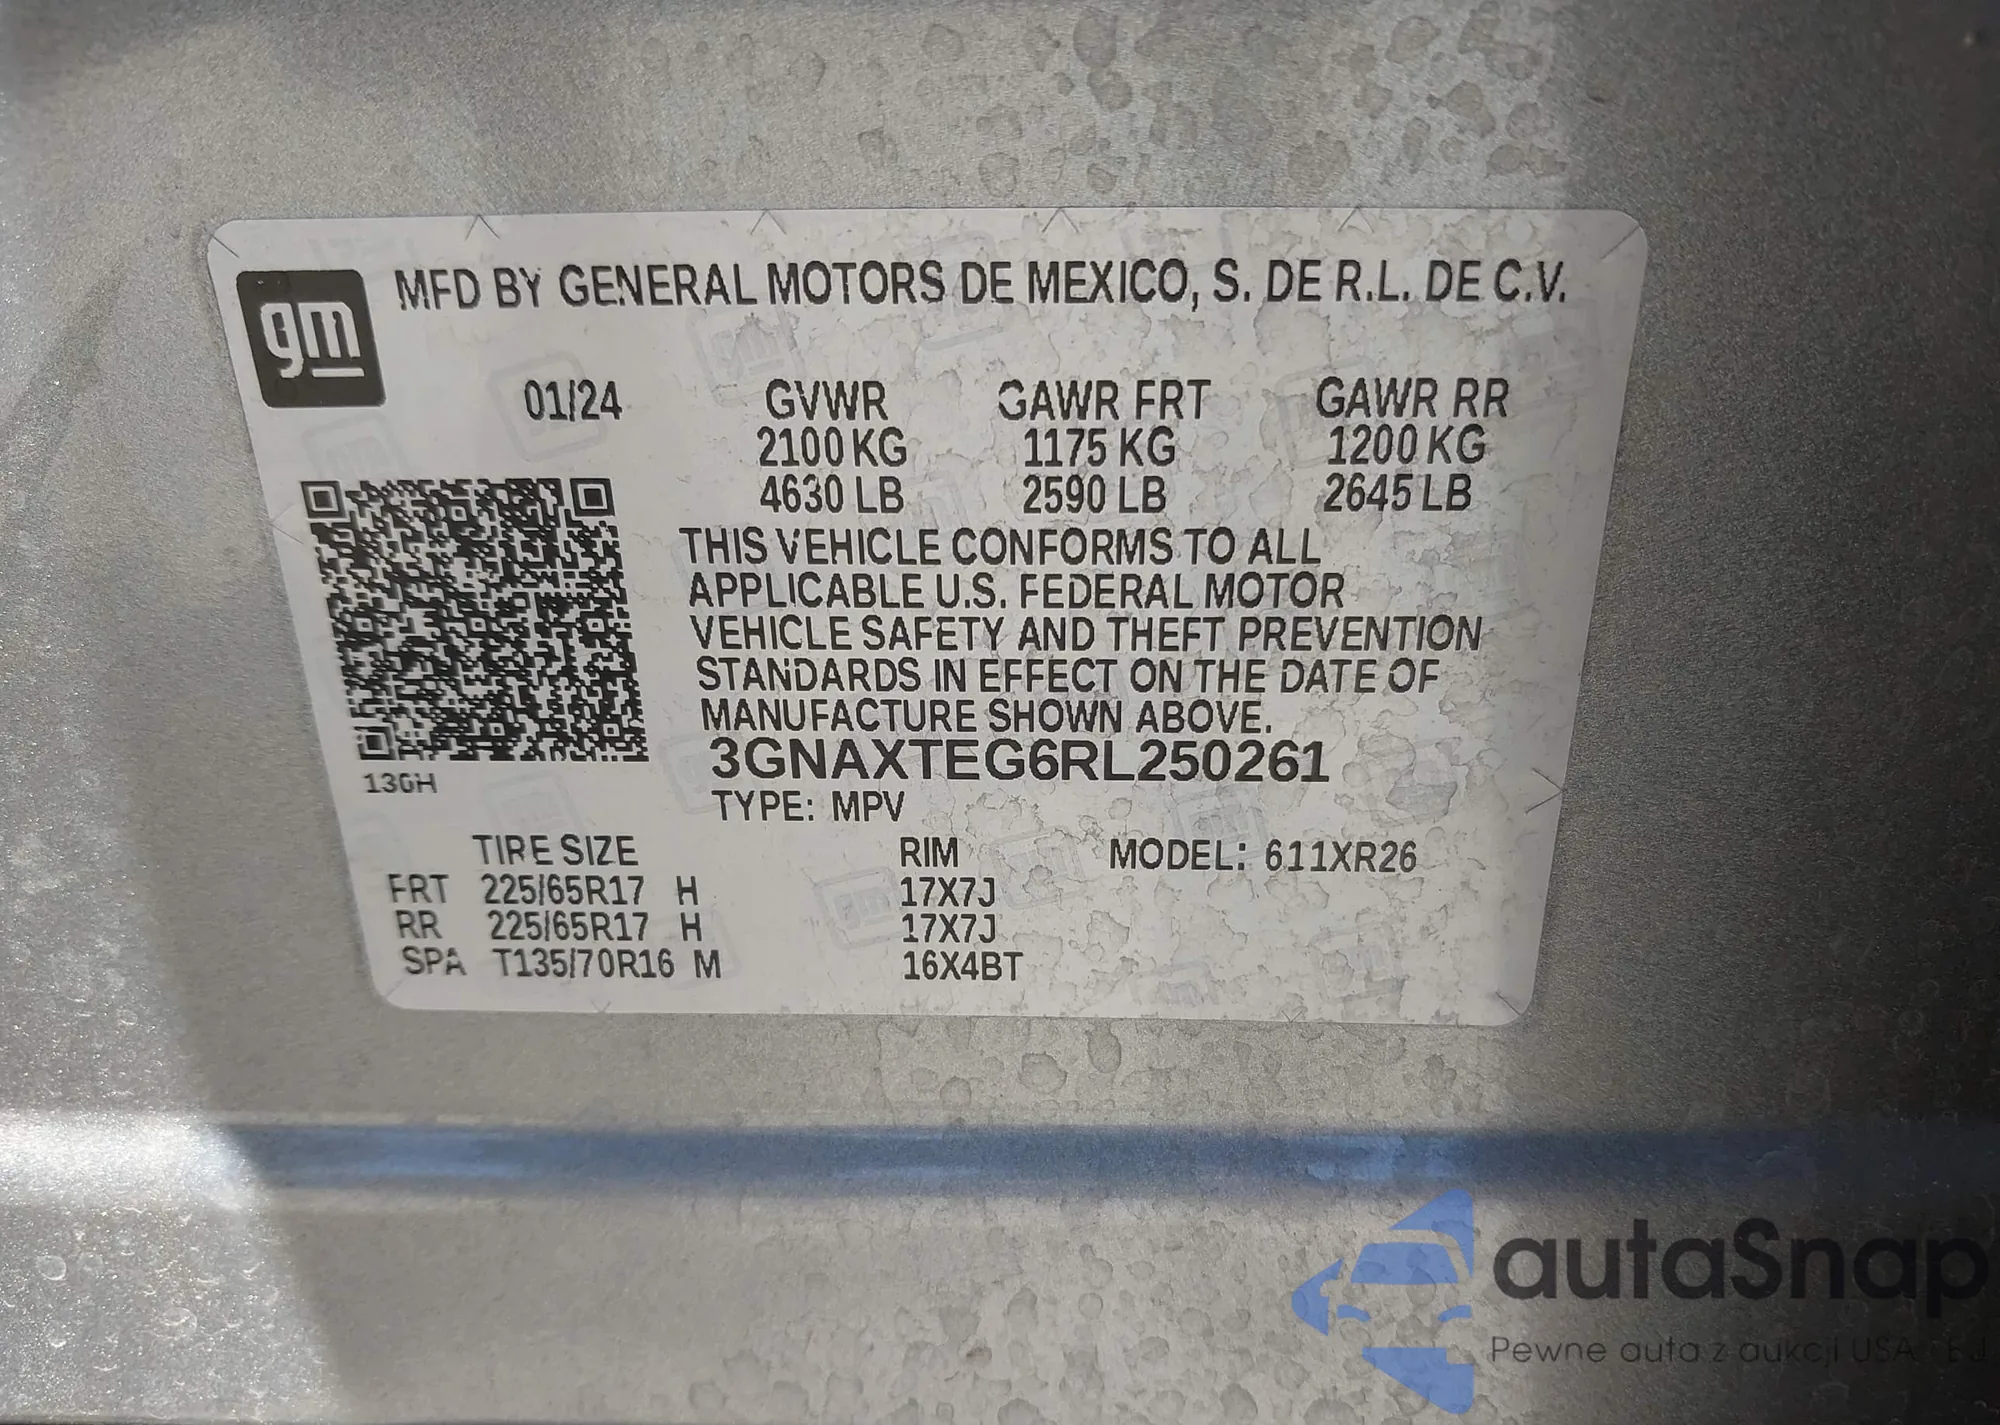 gm
MFD BY GENERAL MOTORS DE MEXICO, S. DE R.L. DE C.V.
01/24 GVWR GAWR FRT GAWR RR
2100 KG 1175 KG 1200 KG
4630 LB 2590 LB 2645 LB
THIS VEHICLE CONFORMS TO ALL
APPLICABLE U.S. FEDERAL MOTOR
VEHICLE SAFETY AND THEFT PREVENTION
STANDARDS IN EFFECT ON THE DATE OF
MANUFACTURE SHOWN ABOVE.
3GNAXTEG6RL250261
13GH
TYPE: MPV
TIRE SIZE RIM MODEL: 611XR26
FRT 225/65R17 H 17X7J
RR 225/65R17 H 17X7J
SPA T135/70R16 M 16X4BT
autaSnap
Pewne auta z aukcji USA